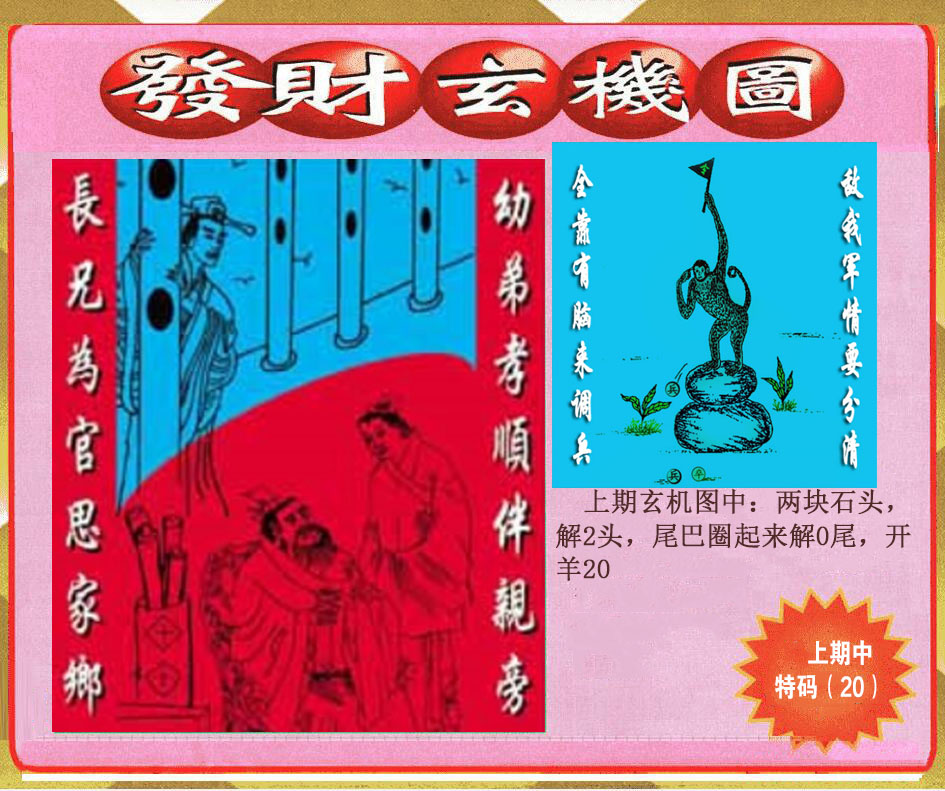 發財玄機圖
幼弟孝順伴親旁
長兄為官思家鄉
敌我军情要分清
全靠有脑来调兵
兵
兵
卒
上期玄机图中：两块石头，
解2头，尾巴圈起来解0尾，开
羊20
上期中
特码（20）